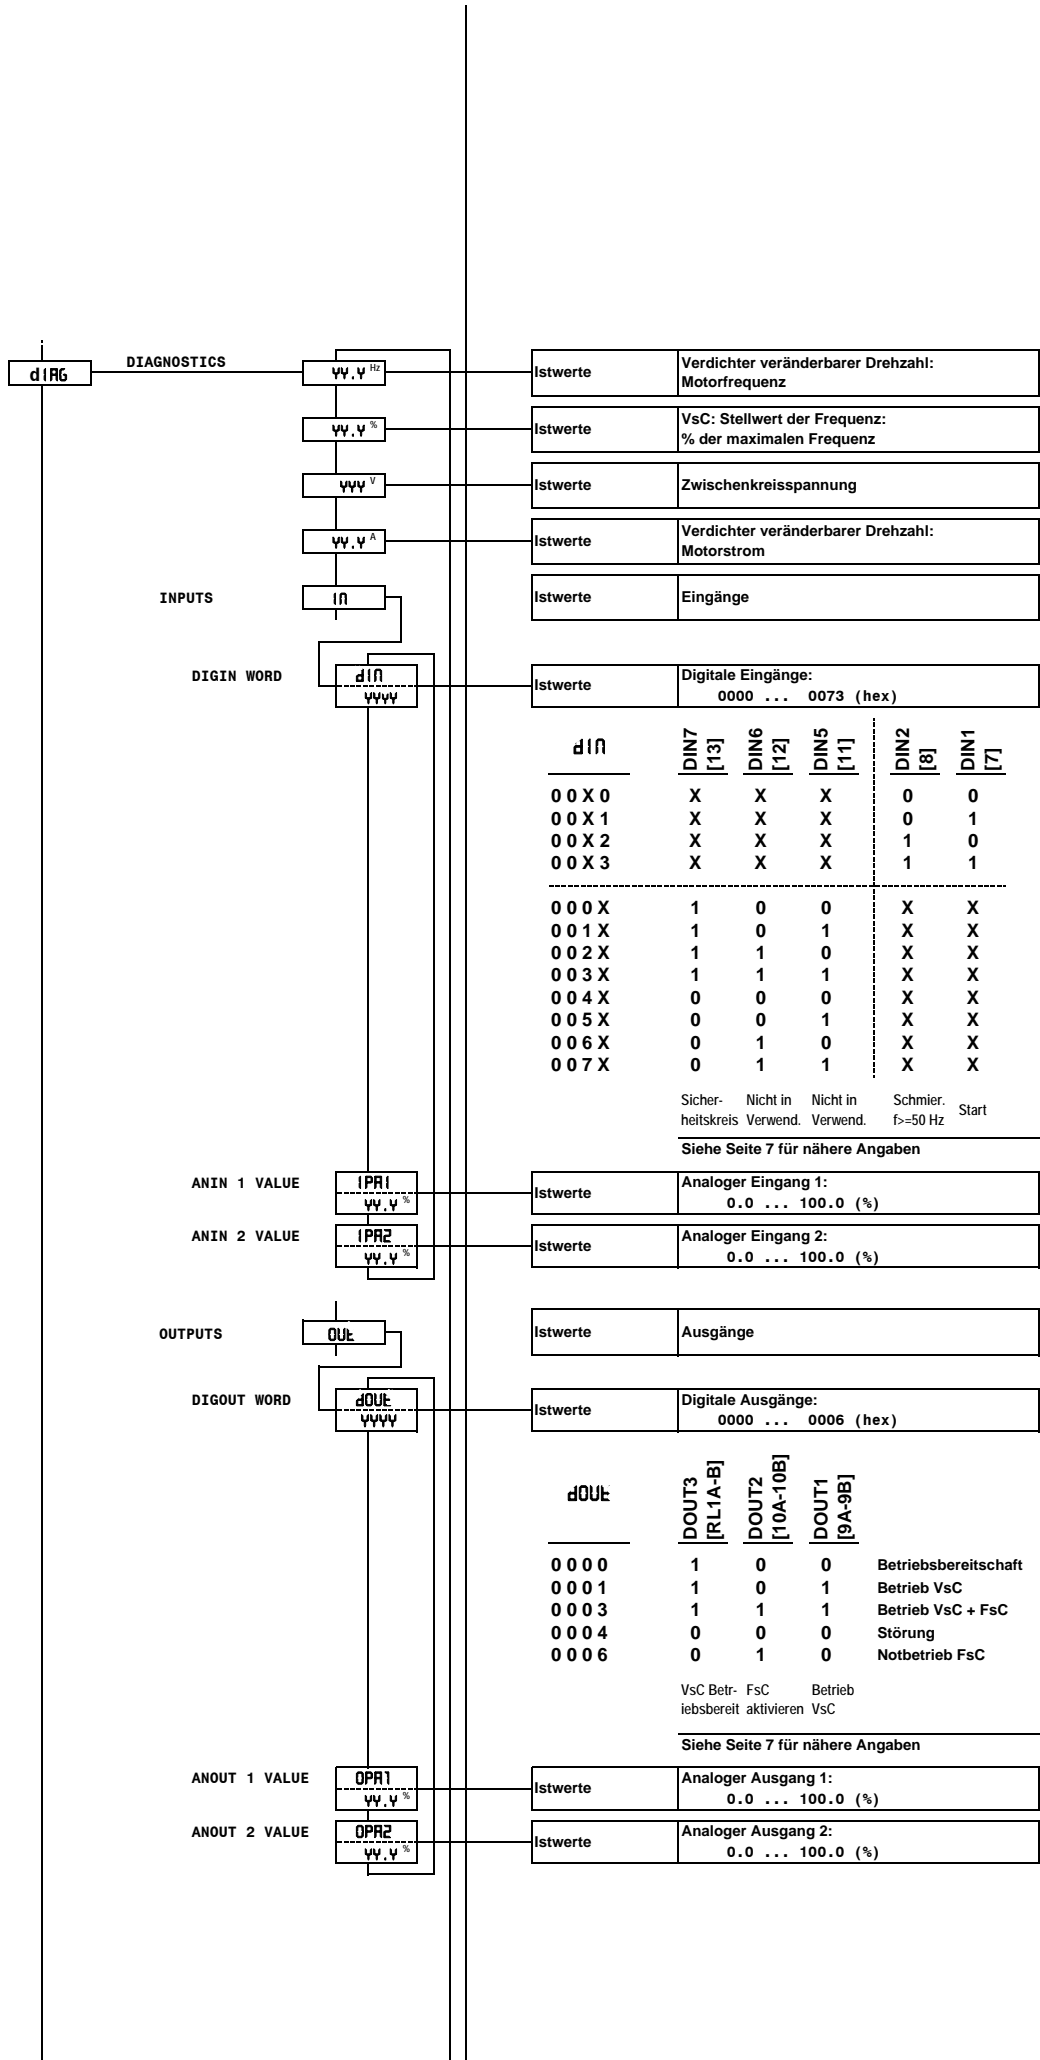 dIAG
DIAGNOSTICS
YY.Y Hz
Istwerte
Verdichter veränderbarer Drehzahl:
Motorfrequenz
YY.Y %
Istwerte
VsC: Stellwert der Frequenz:
% der maximalen Frequenz
YYY V
Istwerte
Zwischenkreisspannung
YY.Y A
Istwerte
Verdichter veränderbarer Drehzahl:
Motorstrom
INPUTS
In
Istwerte
Eingänge
DIGIN WORD
dIn
YYYY
Istwerte
Digitale Eingänge:
0000 ... 0073 (hex)
dIn DIN7 [13] DIN6 [12] DIN5 [11] DIN2 [8] DIN1 [7]
0 0 X 0 X X X 0 0
0 0 X 1 X X X 0 1
0 0 X 2 X X X 1 0
0 0 X 3 X X X 1 1
0 0 0 X 1 0 0 X X
0 0 1 X 1 0 1 X X
0 0 2 X 1 1 0 X X
0 0 3 X 1 1 1 X X
0 0 4 X 0 0 0 X X
0 0 5 X 0 0 1 X X
0 0 6 X 0 1 0 X X
0 0 7 X 0 1 1 X X
Sicher- Nicht in Nicht in Schmier. Start
heitskreis Verwend. Verwend. f>=50 Hz
Siehe Seite 7 für nähere Angaben
ANIN 1 VALUE
IPA1
YY.Y %
Istwerte
Analoger Eingang 1:
0.0 ... 100.0 (%)
ANIN 2 VALUE
IPA2
YY.Y %
Istwerte
Analoger Eingang 2:
0.0 ... 100.0 (%)
OUTPUTS
OUt
Istwerte
Ausgänge
DIGOUT WORD
dOUt
YYYY
Istwerte
Digitale Ausgänge:
0000 ... 0006 (hex)
dOUt DOUT3 [RL1A-B] DOUT2 [10A-10B] DOUT1 [9A-9B]
0 0 0 0 1 0 0 Betriebsbereitschaft
0 0 0 1 1 0 1 Betrieb VsC
0 0 0 3 1 1 1 Betrieb VsC + FsC
0 0 0 4 0 0 0 Störung
0 0 0 6 0 1 0 Notbetrieb FsC
VsC Betr- FsC Betrieb
iebsbereit aktivieren VsC
Siehe Seite 7 für nähere Angaben
ANOUT 1 VALUE
OPA1
YY.Y %
Istwerte
Analoger Ausgang 1:
0.0 ... 100.0 (%)
ANOUT 2 VALUE
OPA2
YY.Y %
Istwerte
Analoger Ausgang 2:
0.0 ... 100.0 (%)